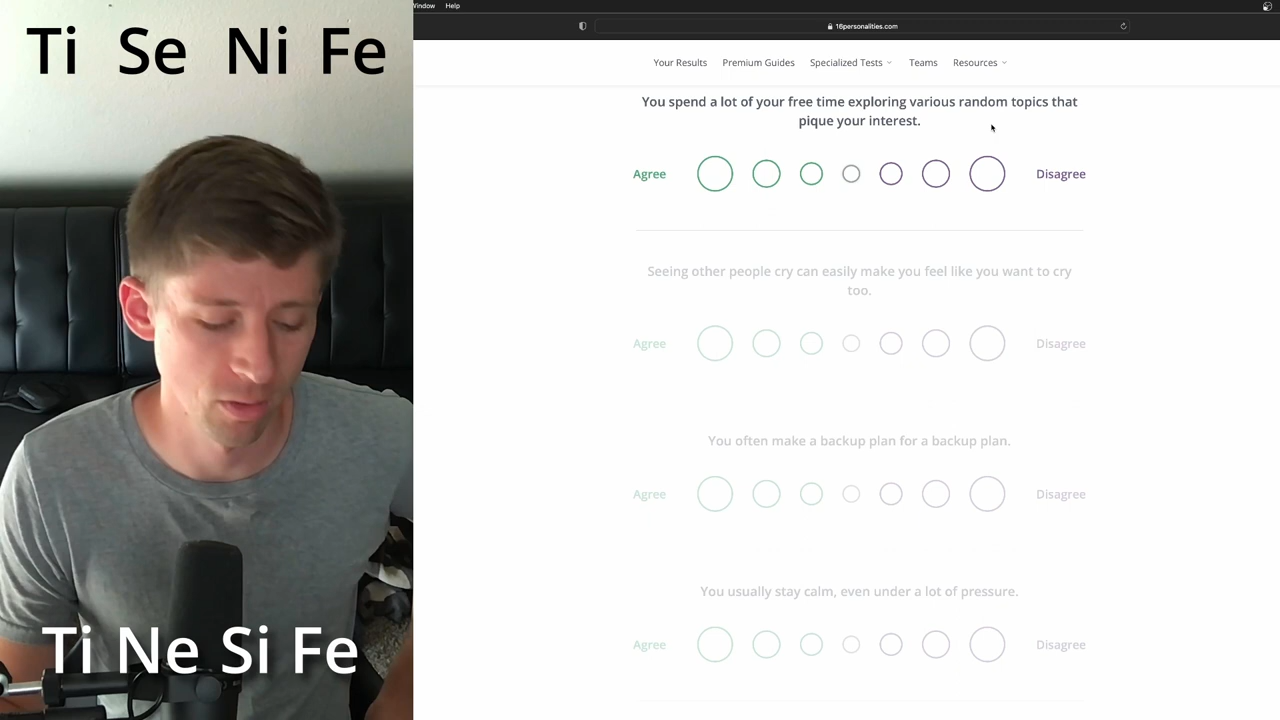 Ti Se Ni Fe
Ti Ne Si Fe
Window Help
16personalities.com
Your Results Premium Guides Specialized Tests Teams Resources
You spend a lot of your free time exploring various random topics that
pique your interest.
Agree Disagree
Seeing other people cry can easily make you feel like you want to cry
too.
Agree Disagree
You often make a backup plan for a backup plan.
Agree Disagree
You usually stay calm, even under a lot of pressure.
Agree Disagree